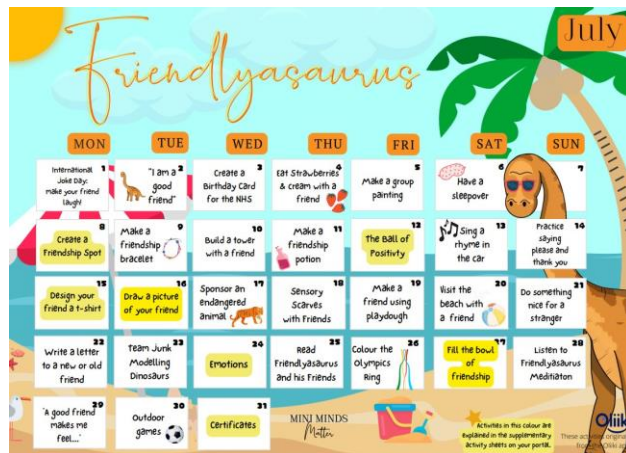 July
Friendlyasaurus
MON TUE WED THU FRI SAT SUN
1
International
Joke Day;
make your friend
laugh!
2
"I am a
good
friend"
3
Create a
Birthday Card
for the NHS
4
Eat Strawberries
& cream with a
friend
5
Make a group
painting
6
Have a
sleepover
7
8
Create a
Friendship Spot
9
Make a
friendship
bracelet
10
Build a tower
with a friend
11
Make a
friendship
potion
12
The Ball of
Positivty
13
Sing a
rhyme in
the car
14
Practice
saying
please and
thank you
15
Design your
friend a t-shirt
16
Draw a picture
of your friend
17
Sponsor an
endangered
animal
18
Sensory
Scarves
with Friends
19
Make a
friend using
playdough
20
Visit the
beach with
a friend
21
Do something
nice for a
stranger
22
Write a letter
to a new or old
friend
23
Team Junk
Modelling
Dinosaurs
24
Emotions
25
Read
Friendlyasaurus
and his Friends
26
Colour the
Olympics
Ring
27
Fill the bowl
of
friendship
28
Listen to
Friendlyasaurus
Meditiaton
29
"A good friend
makes me
feel..."
30
Outdoor
games
31
Certificates
MINI MINDS
Matter
Activities in this colour are
explained in the supplementary
activity sheets on your portal.
Oliik
These activities origina
from the Oliiki a